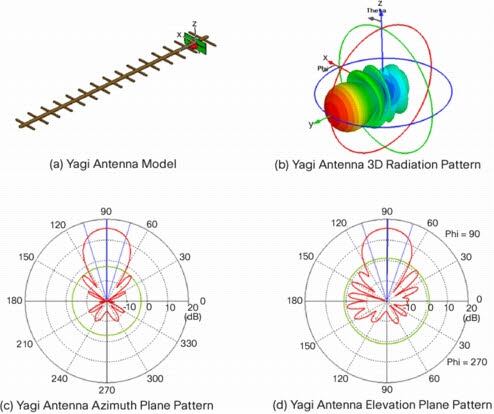 z
x
(a) Yagi Antenna Model
z
Theta
x
Phi
y
(b) Yagi Antenna 3D Radiation Pattern
90
120
60
150
30
180
-10
0
10
20
0
(dB)
210
330
240
300
270
(c) Yagi Antenna Azimuth Plane Pattern
90
120
60
Phi = 90
150
30
180
-10
0
10
20
0
(dB)
150
30
Phi = 270
120
60
90
(d) Yagi Antenna Elevation Plane Pattern